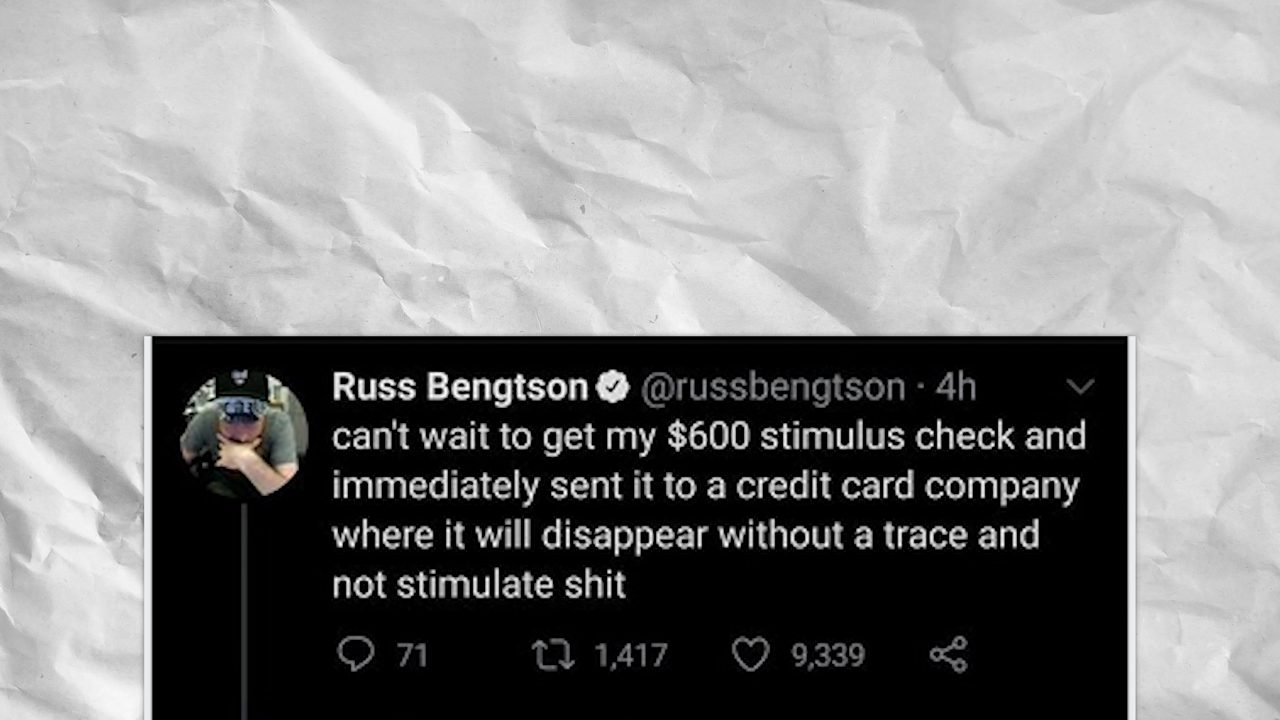 Russ Bengtson @russbengtson · 4h
can't wait to get my $600 stimulus check and
immediately sent it to a credit card company
where it will disappear without a trace and
not stimulate shit
71 1,417 9,339